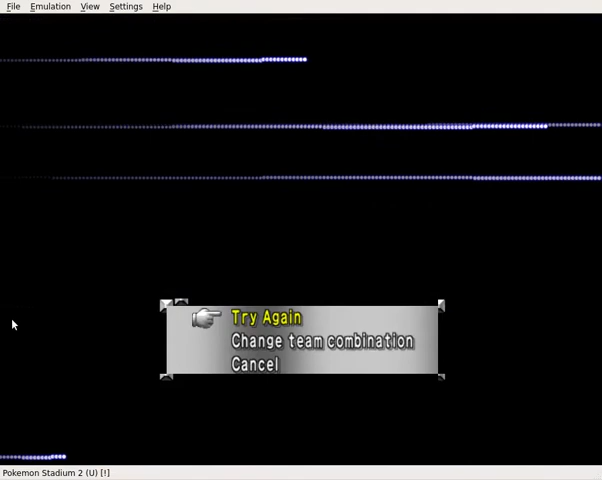 File Emulation View Settings Help
Try Again
Change team combination
Cancel
Pokemon Stadium 2 (U) [!]